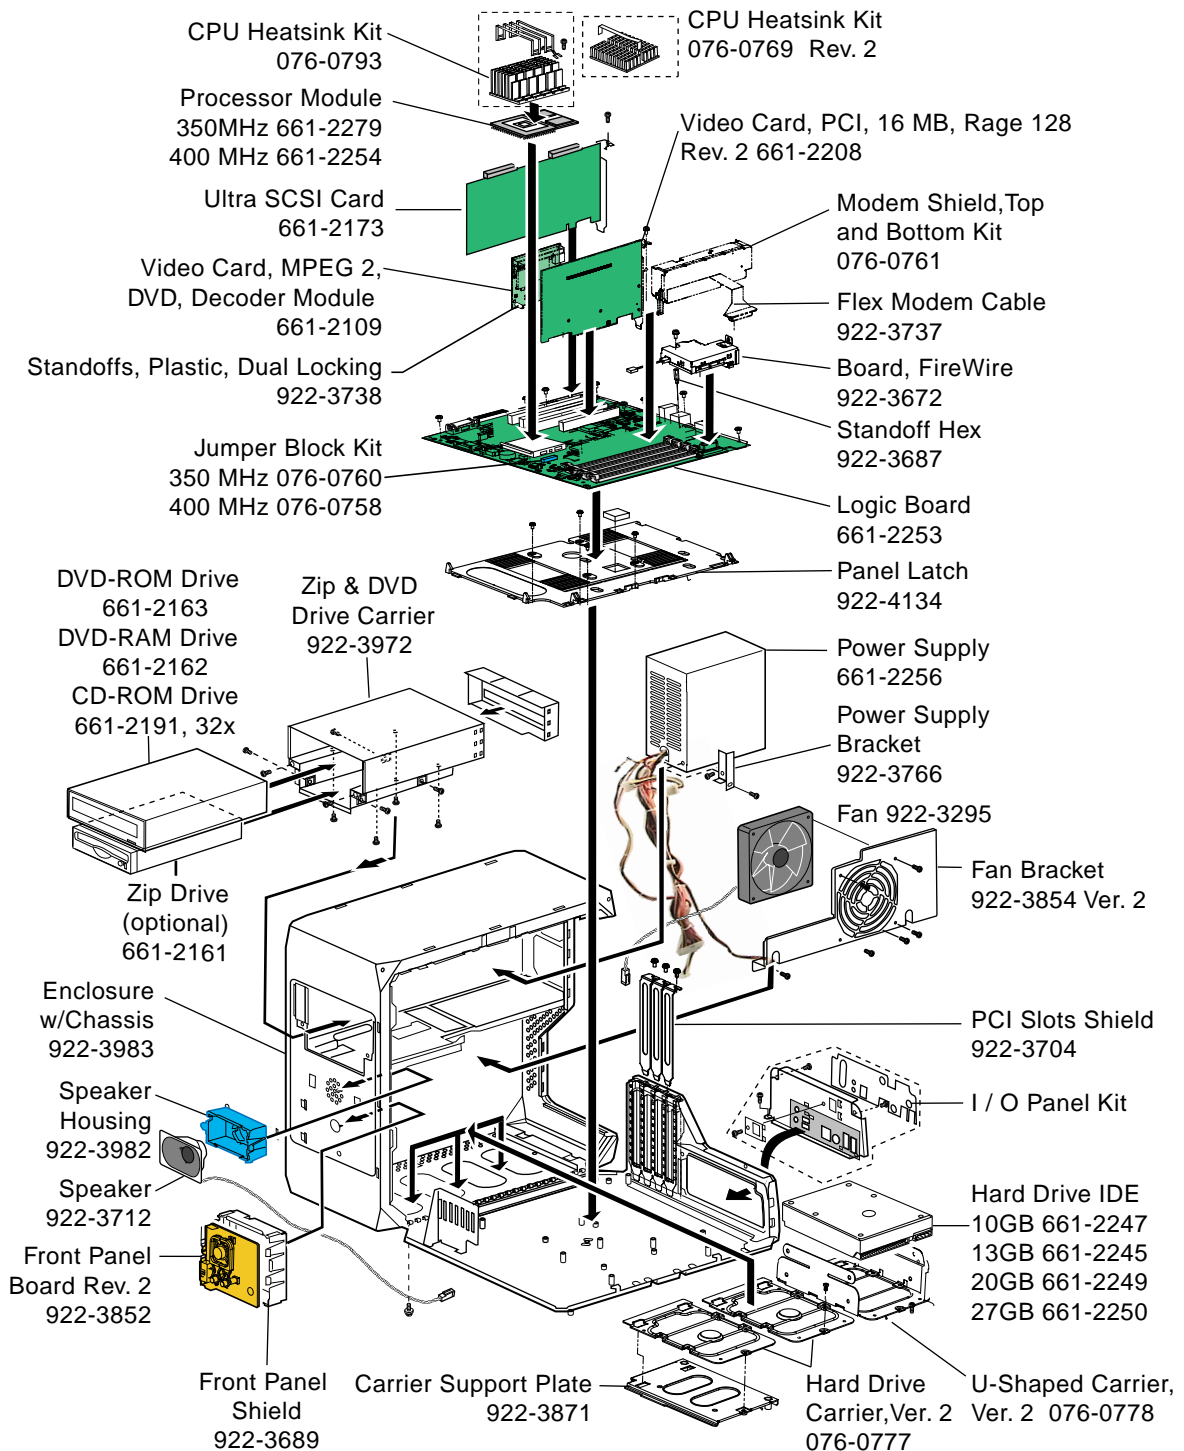 CPU Heatsink Kit
076-0793
CPU Heatsink Kit
076-0769 Rev. 2
Processor Module
350MHz 661-2279
400 MHz 661-2254
Video Card, PCI, 16 MB, Rage 128
Rev. 2 661-2208
Ultra SCSI Card
661-2173
Modem Shield,Top
and Bottom Kit
076-0761
Video Card, MPEG 2,
DVD, Decoder Module
661-2109
Flex Modem Cable
922-3737
Standoffs, Plastic, Dual Locking
922-3738
Board, FireWire
922-3672
Standoff Hex
922-3687
Jumper Block Kit
350 MHz 076-0760
400 MHz 076-0758
Logic Board
661-2253
Panel Latch
922-4134
DVD-ROM Drive
661-2163
DVD-RAM Drive
661-2162
CD-ROM Drive
661-2191, 32x
Zip & DVD
Drive Carrier
922-3972
Power Supply
661-2256
Power Supply
Bracket
922-3766
Fan 922-3295
Fan Bracket
922-3854 Ver. 2
Zip Drive
(optional)
661-2161
Enclosure
w/Chassis
922-3983
PCI Slots Shield
922-3704
I / O Panel Kit
Speaker
Housing
922-3982
Speaker
922-3712
Hard Drive IDE
10GB 661-2247
13GB 661-2245
20GB 661-2249
27GB 661-2250
Front Panel
Board Rev. 2
922-3852
Front Panel
Shield
922-3689
Carrier Support Plate
922-3871
Hard Drive
Carrier,Ver. 2
076-0777
U-Shaped Carrier,
Ver. 2 076-0778